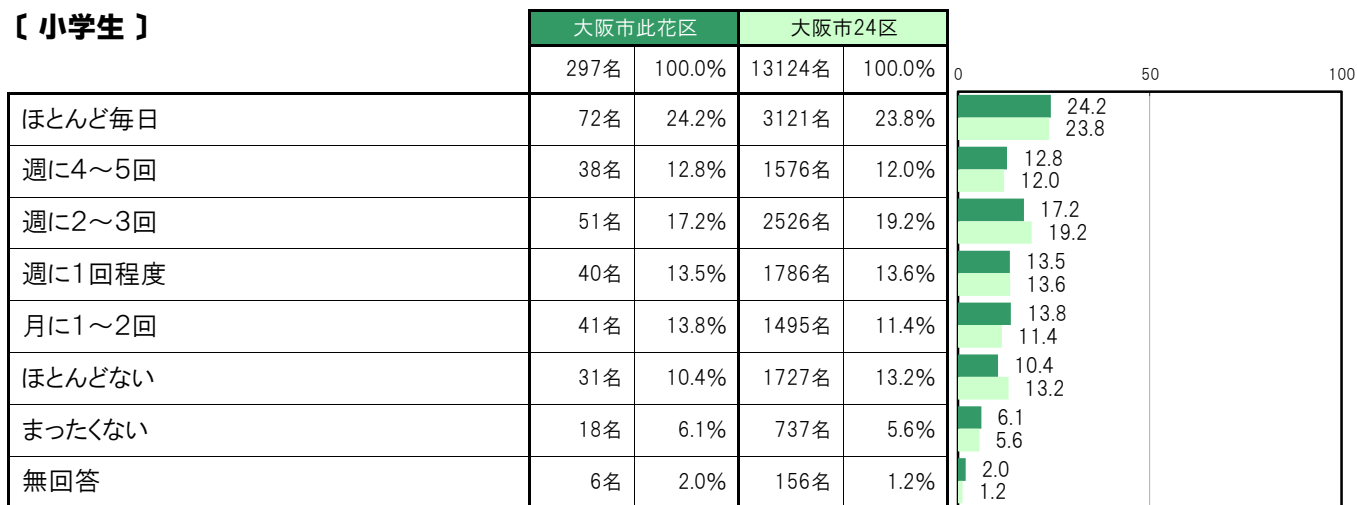 〔 小学生 〕
大阪市此花区 大阪市24区
297名 100.0% 13124名 100.0%
0 50 100
ほとんど毎日 72名 24.2% 3121名 23.8%
24.2
23.8
週に4～5回 38名 12.8% 1576名 12.0%
12.8
12.0
週に2～3回 51名 17.2% 2526名 19.2%
17.2
19.2
週に1回程度 40名 13.5% 1786名 13.6%
13.5
13.6
月に1～2回 41名 13.8% 1495名 11.4%
13.8
11.4
ほとんどない 31名 10.4% 1727名 13.2%
10.4
13.2
まったくない 18名 6.1% 737名 5.6%
6.1
5.6
無回答 6名 2.0% 156名 1.2%
2.0
1.2